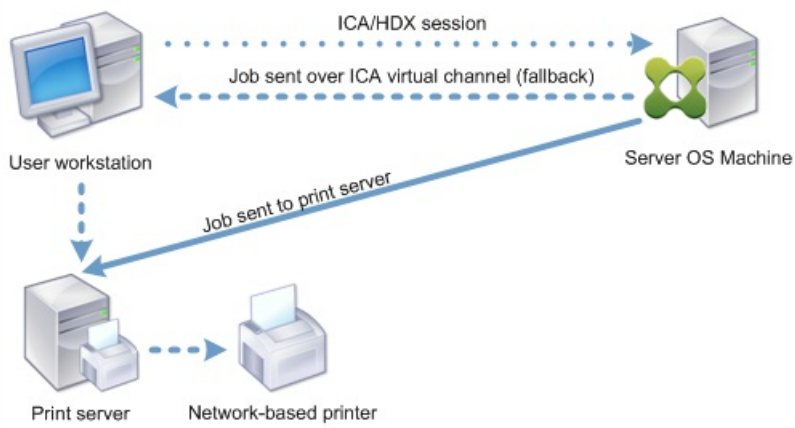 ICA/HDX session
Job sent over ICA virtual channel (fallback)
User workstation
Server OS Machine
Job sent to print server
Print server
Network-based printer